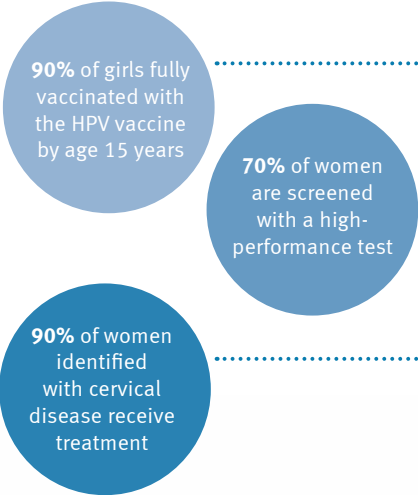 90% of girls fully
vaccinated with
the HPV vaccine
by age 15 years
70% of women
are screened
with a high-
performance test
90% of women
identified
with cervical
disease receive
treatment